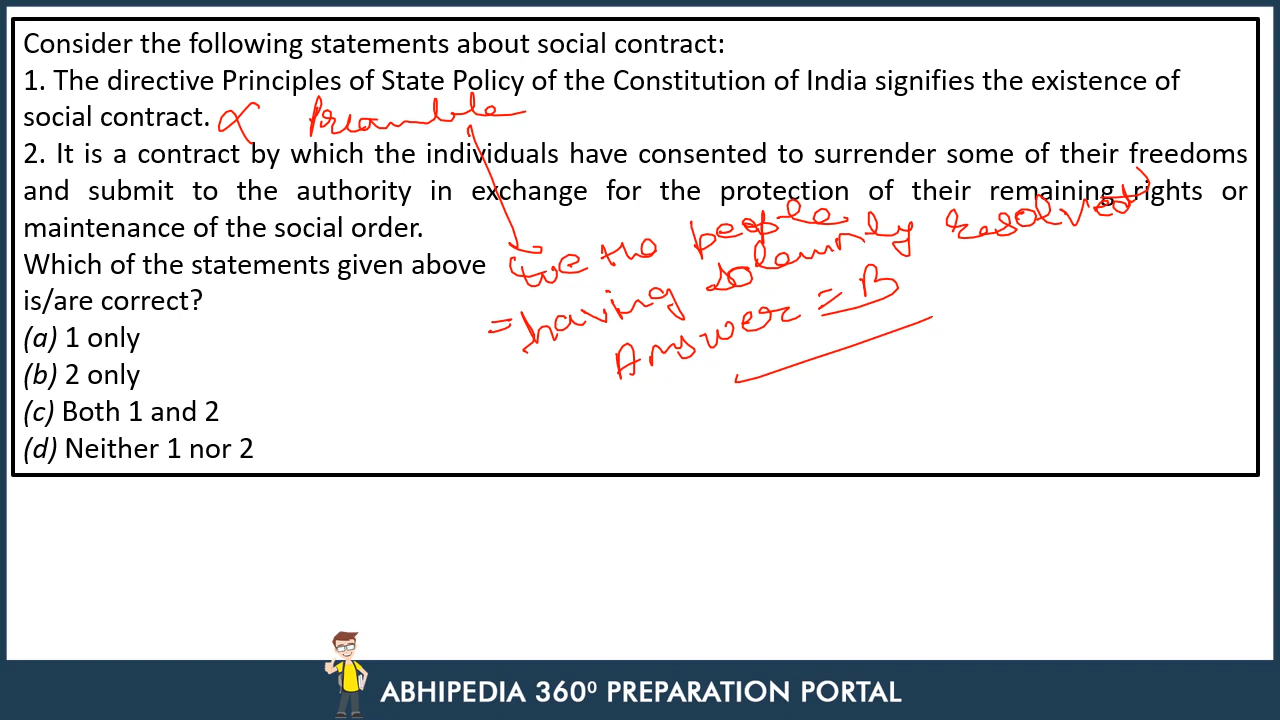 Consider the following statements about social contract:
1. The directive Principles of State Policy of the Constitution of India signifies the existence of
social contract. Preamble
2. It is a contract by which the individuals have consented to surrender some of their freedoms
and submit to the authority in exchange for the protection of their remaining rights or
maintenance of the social order.
Which of the statements given above
is/are correct?
we the people
= having solemnly resolved
Answer = B
(a) 1 only
(b) 2 only
(c) Both 1 and 2
(d) Neither 1 nor 2
ABHIPEDIA 360⁰ PREPARATION PORTAL